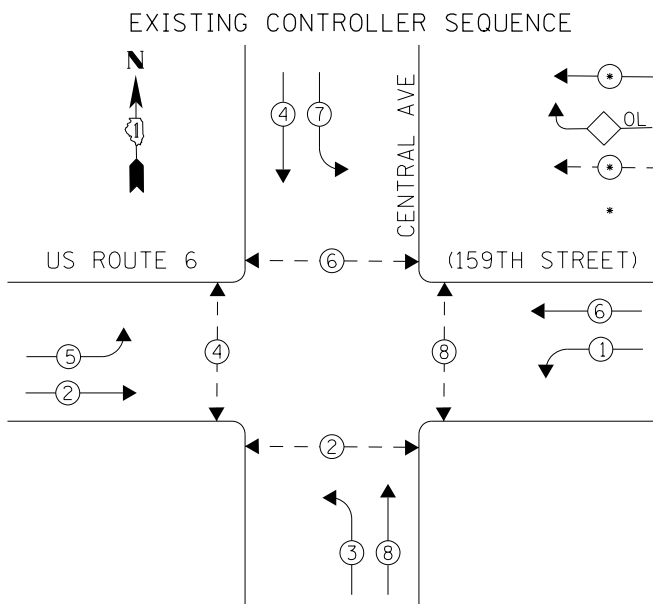 EXISTING CONTROLLER SEQUENCE
N
1
4
7
CENTRAL AVE
*
OL
*
*
US ROUTE 6
6
(159TH STREET)
5
2
4
8
6
1
2
3
8